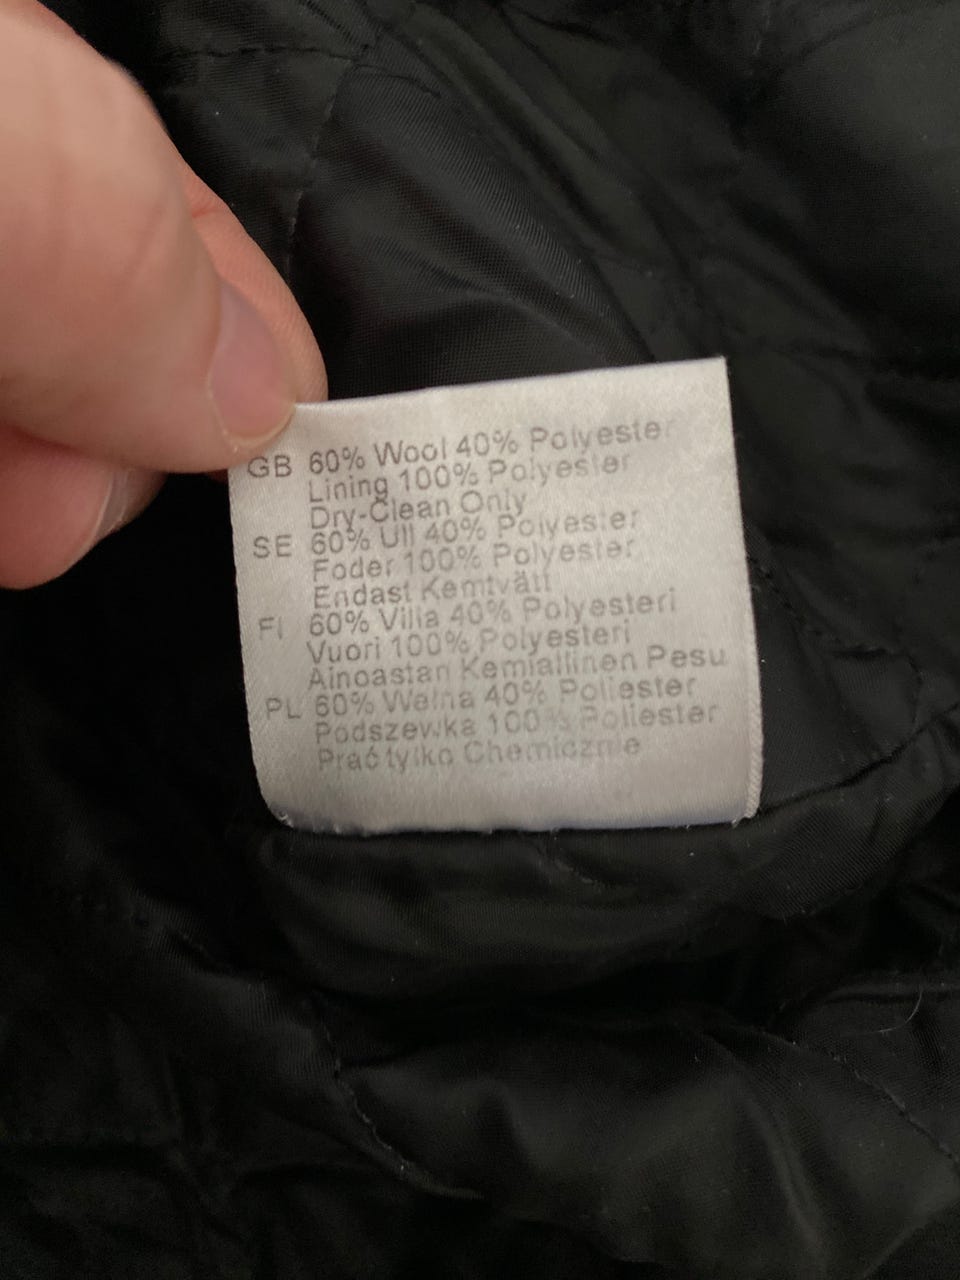 GB 60% Wool 40% Polyester
Lining 100% Polyester
Dry-Clean Only
SE 60% Ull 40% Polyester
Foder 100% Polyester
Endast Kemtvätt
FI 60% Villa 40% Polyesteri
Vuori 100% Polyesteri
Ainoastan Kemiallinen Pesu
PL 60% Wełna 40% Poliester
Podszewka 100% Poliester
Prać tylko Chemicznie